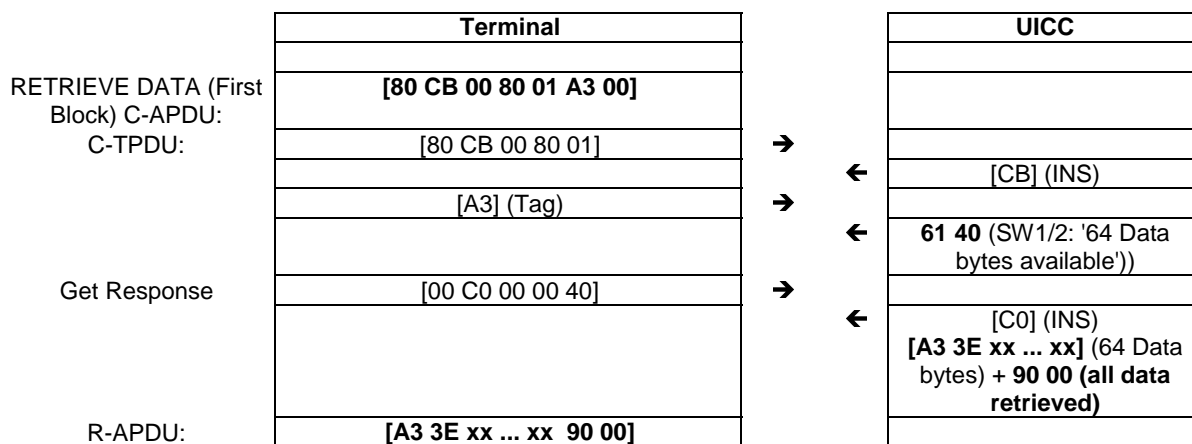 Terminal UICC
RETRIEVE DATA (First [80 CB 00 80 01 A3 00]
Block) C-APDU:
C-TPDU: [80 CB 00 80 01] ➔
← [CB] (INS)
[A3] (Tag) ➔
← 61 40 (SW1/2: '64 Data
bytes available'))
Get Response [00 C0 00 00 40] ➔
← [C0] (INS)
[A3 3E xx ... xx] (64 Data
bytes) + 90 00 (all data
retrieved)
R-APDU: [A3 3E xx ... xx 90 00]